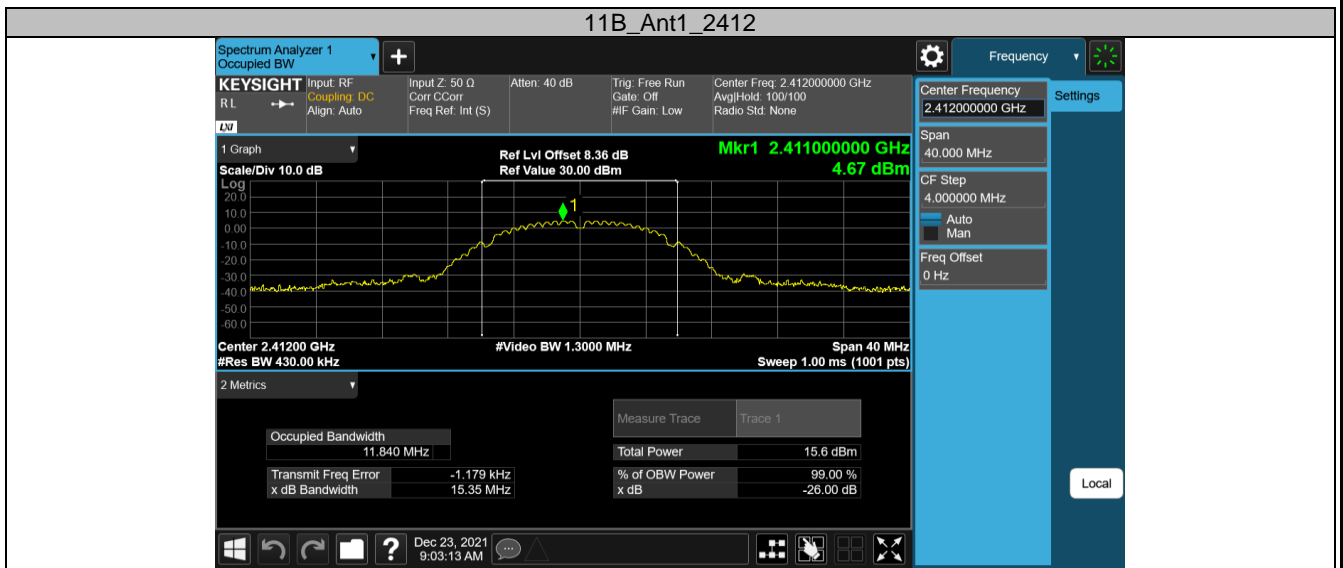 11B_Ant1_2412
Spectrum Analyzer 1
Occupied BW
+
Frequency
KEYSIGHT
RL
LXI
Input: RF
Coupling: DC
Align: Auto
Input Z: 50 Ω
Corr CCorr
Freq Ref: Int (S)
Atten: 40 dB
Trig: Free Run
Gate: Off
#IF Gain: Low
Center Freq: 2.412000000 GHz
Avg|Hold: 100/100
Radio Std: None
Center Frequency
2.412000000 GHz
Settings
Span
40.000 MHz
CF Step
4.000000 MHz
Auto
Man
Freq Offset
0 Hz
Local
1 Graph
Scale/Div 10.0 dB
Ref Lvl Offset 8.36 dB
Ref Value 30.00 dBm
Mkr1 2.411000000 GHz
4.67 dBm
Log
20.0
10.0
0.00
-10.0
-20.0
-30.0
-40.0
-50.0
-60.0
1
Center 2.41200 GHz
#Res BW 430.00 kHz
#Video BW 1.3000 MHz
Span 40 MHz
Sweep 1.00 ms (1001 pts)
2 Metrics
Measure Trace Trace 1
Occupied Bandwidth
11.840 MHz
Total Power 15.6 dBm
Transmit Freq Error -1.179 kHz
% of OBW Power 99.00 %
x dB Bandwidth 15.35 MHz
x dB -26.00 dB
?
Dec 23, 2021
9:03:13 AM